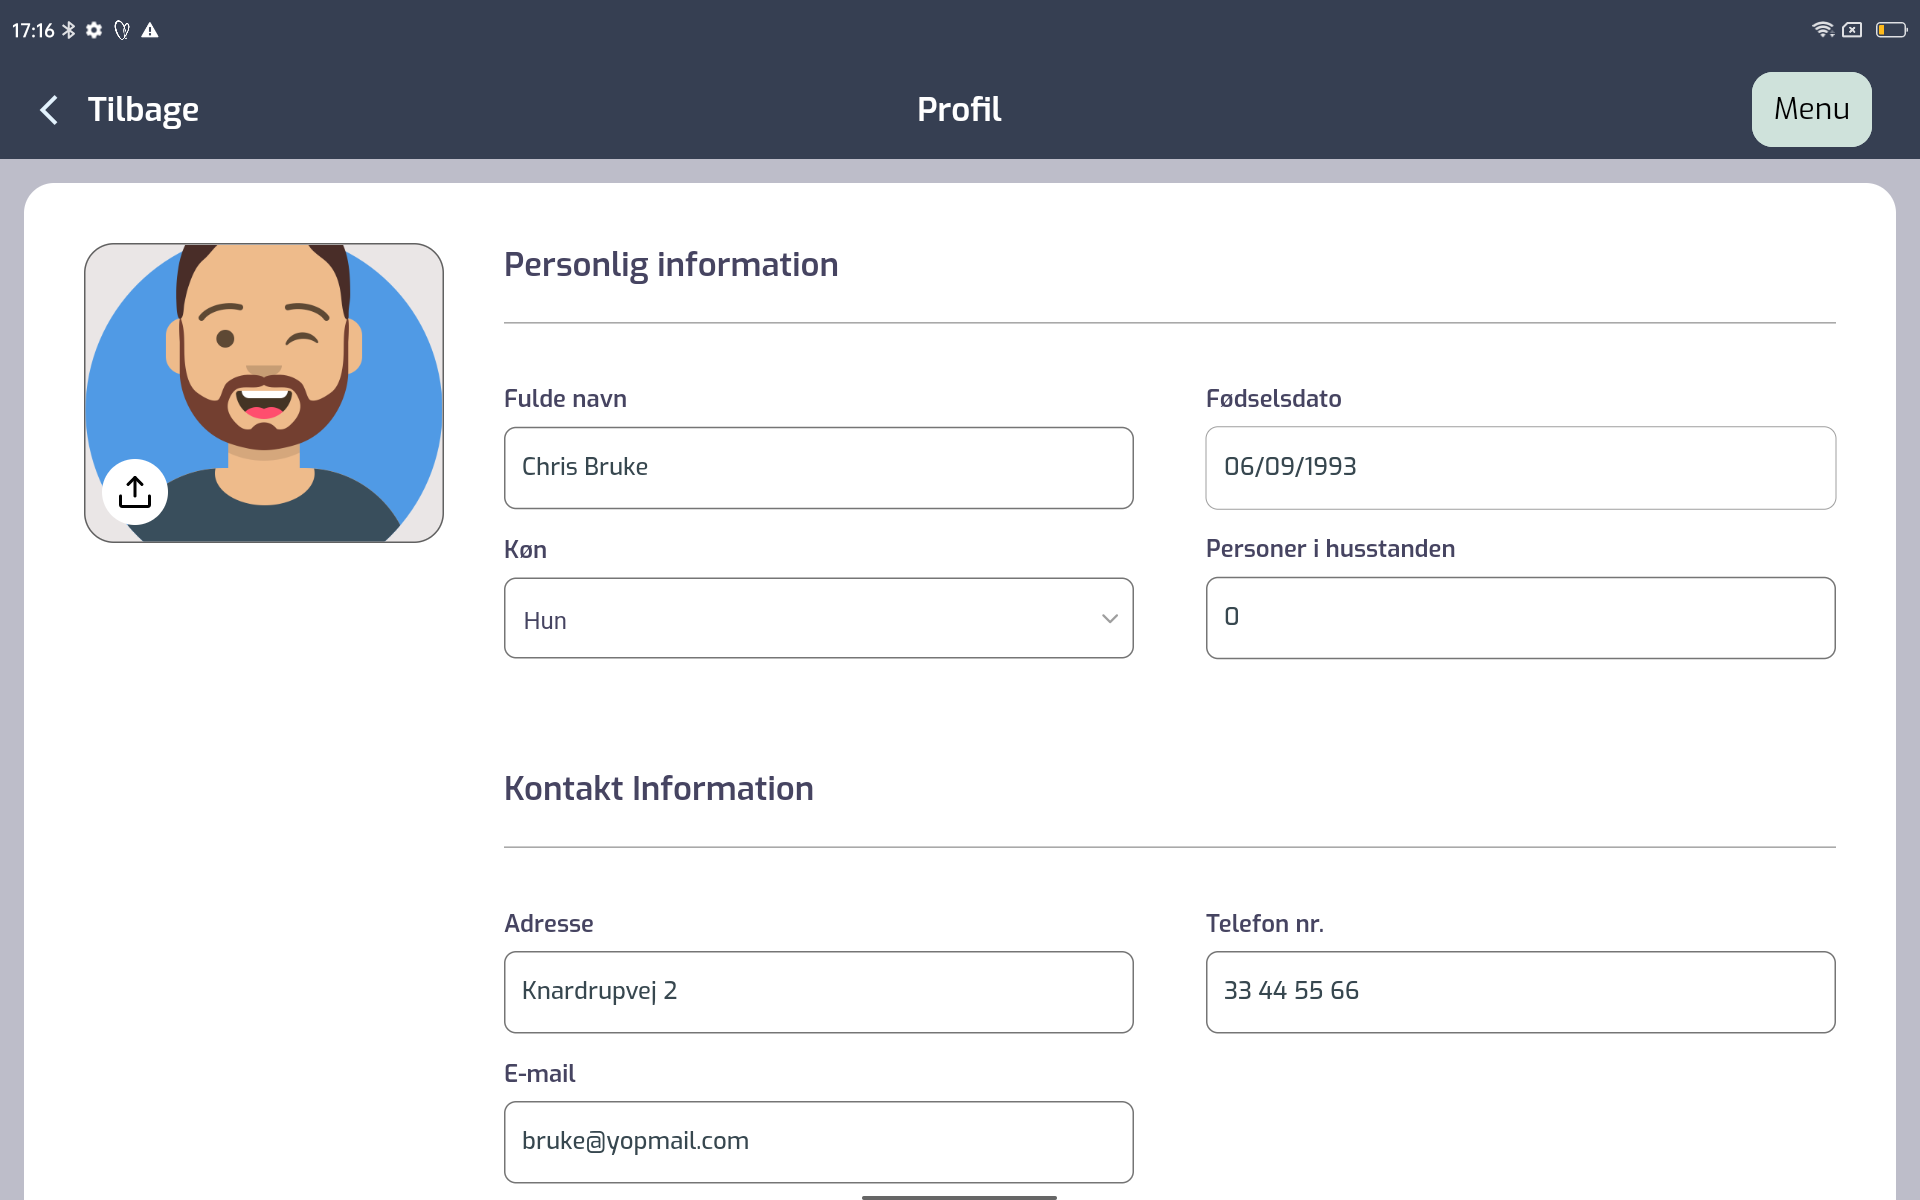 17:16
Tilbage
Profil
Menu
Personlig information
Fulde navn
Fødselsdato
Chris Bruke
06/09/1993
Køn
Personer i husstanden
Hun
0
Kontakt Information
Adresse
Telefon nr.
Knardrupvej 2
33 44 55 66
E-mail
bruke@yopmail.com